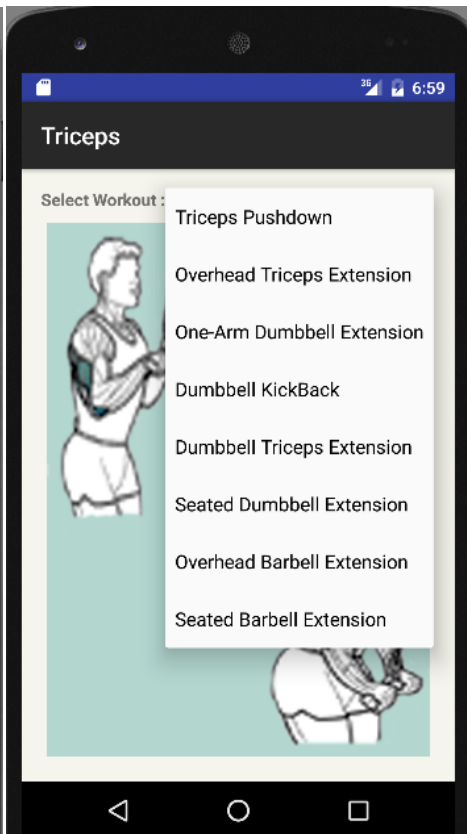 3G
6:59
Triceps
Select Workout :
Triceps Pushdown
Overhead Triceps Extension
One-Arm Dumbbell Extension
Dumbbell KickBack
Dumbbell Triceps Extension
Seated Dumbbell Extension
Overhead Barbell Extension
Seated Barbell Extension